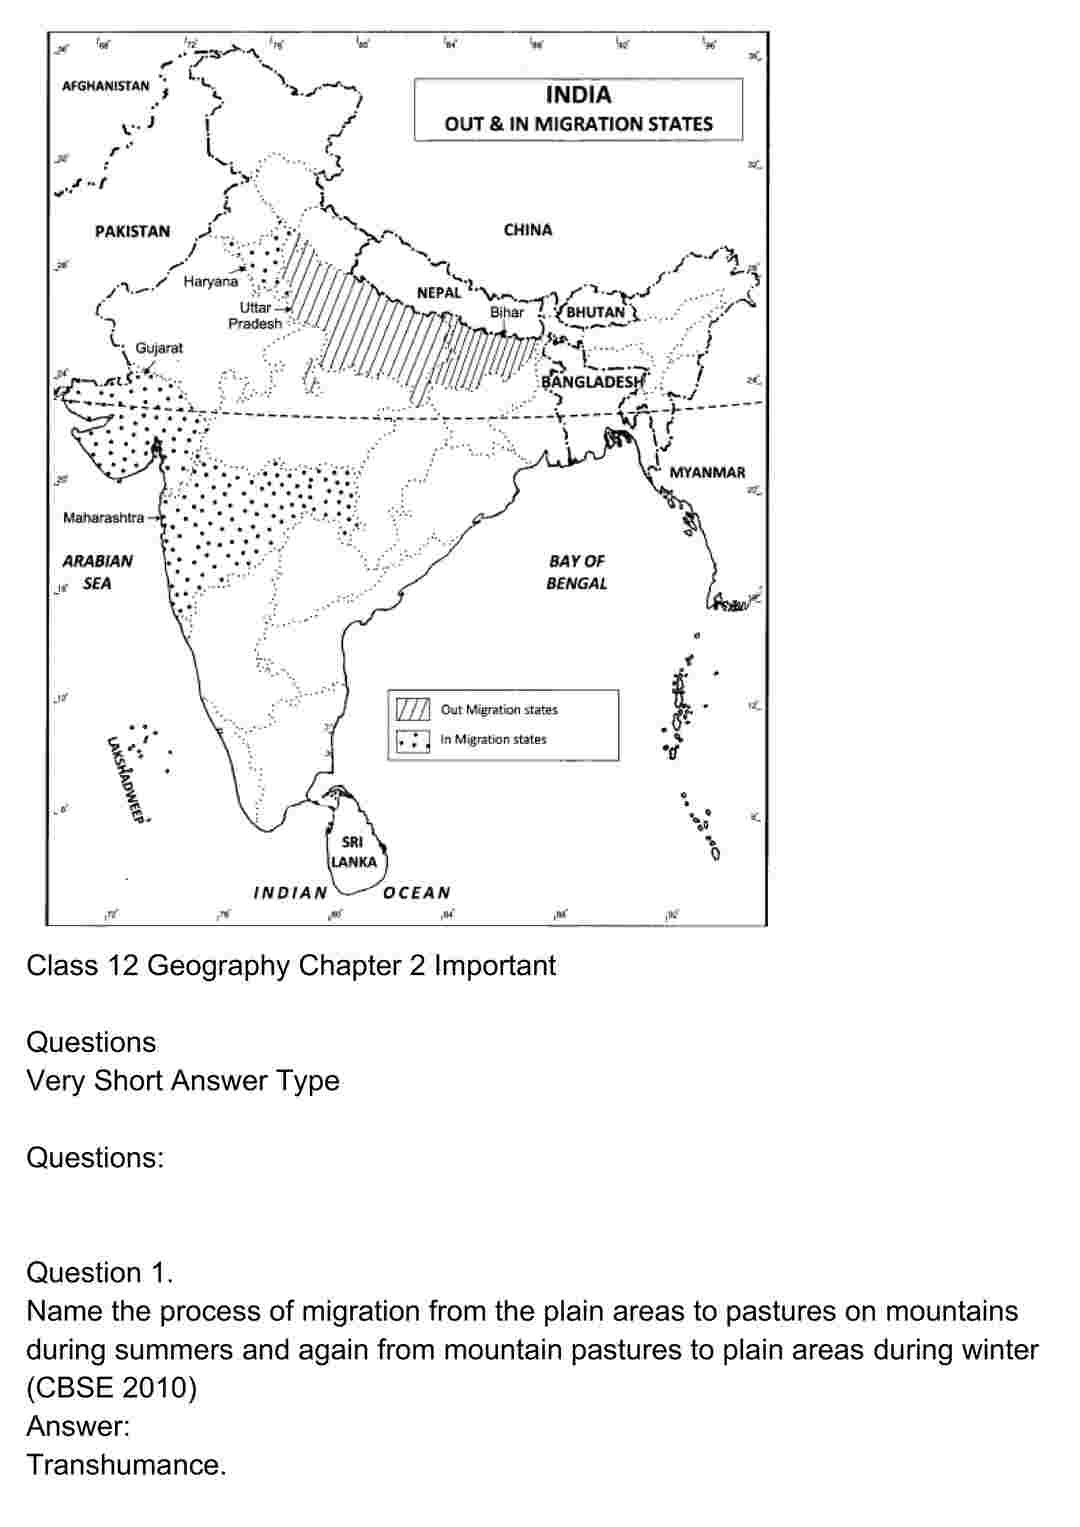 AFGHANISTAN
INDIA
OUT & IN MIGRATION STATES
PAKISTAN
CHINA
Haryana
NEPAL
Uttar
Pradesh
Bihar
BHUTAN
Gujarat
BANGLADESH
MYANMAR
Maharashtra
ARABIAN
SEA
BAY OF
BENGAL
Out Migration states
In Migration states
LAKSHADWEEP
SRI
LANKA
INDIAN OCEAN
Class 12 Geography Chapter 2 Important
Questions
Very Short Answer Type
Questions:
Question 1.
Name the process of migration from the plain areas to pastures on mountains
during summers and again from mountain pastures to plain areas during winter
(CBSE 2010)
Answer:
Transhumance.